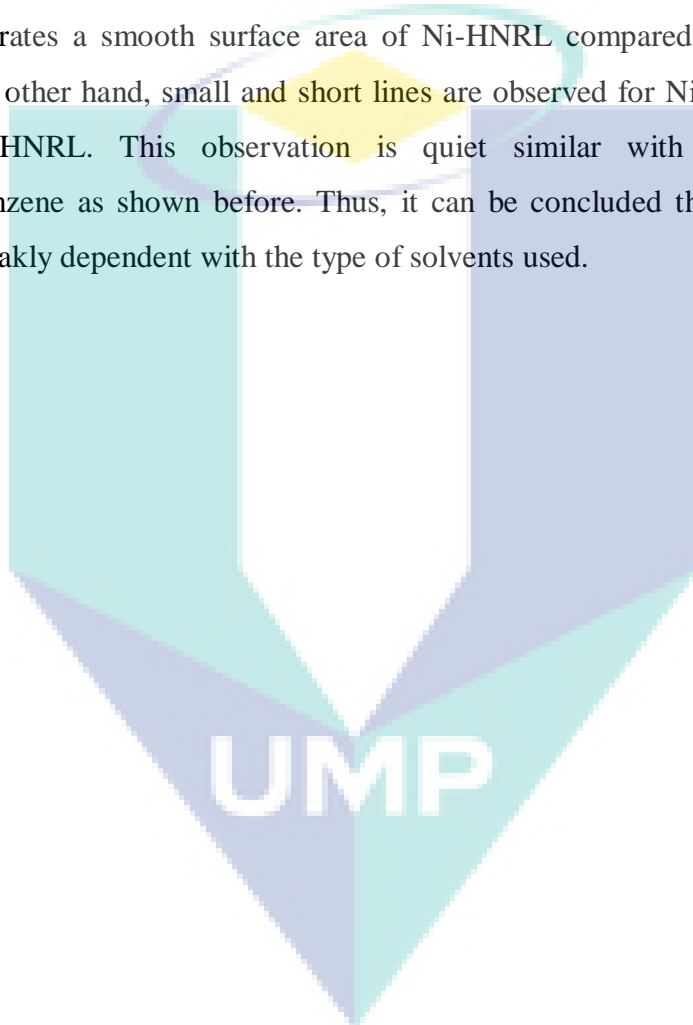 rates a smooth surface area of Ni-HNRL compared
other hand, small and short lines are observed for Ni
HNRL. This observation is quiet similar with
nzene as shown before. Thus, it can be concluded th
akly dependent with the type of solvents used.
UMP